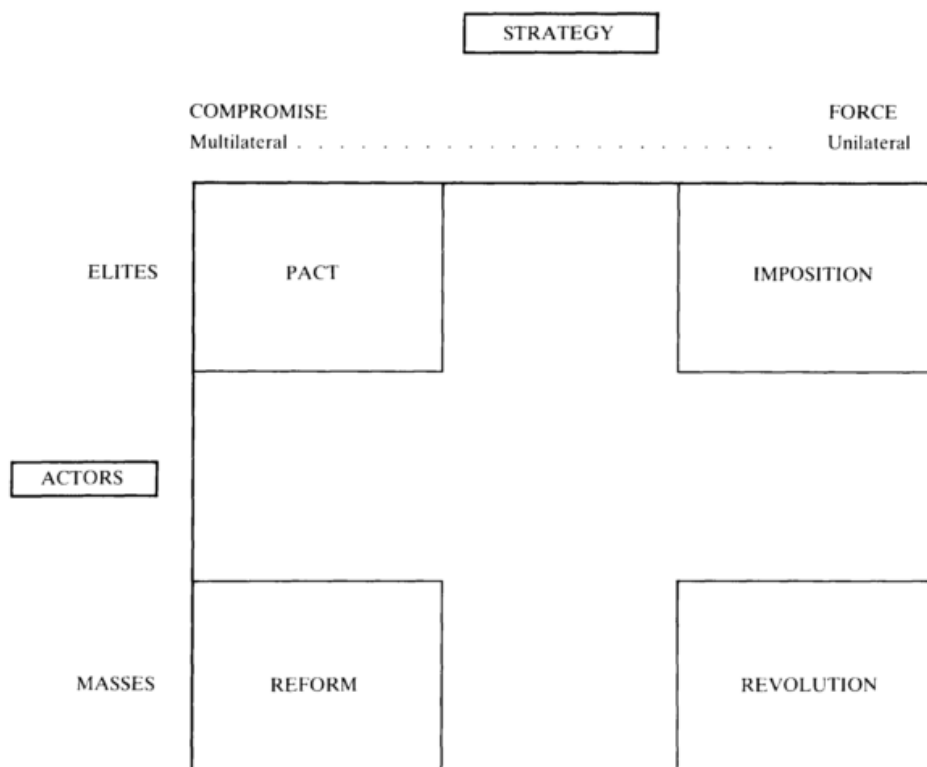 STRATEGY
COMPROMISE FORCE
Multilateral . . . . . . . . . . . . . . . . . . . . . . Unilateral
ELITES PACT IMPOSITION
ACTORS
MASSES REFORM REVOLUTION